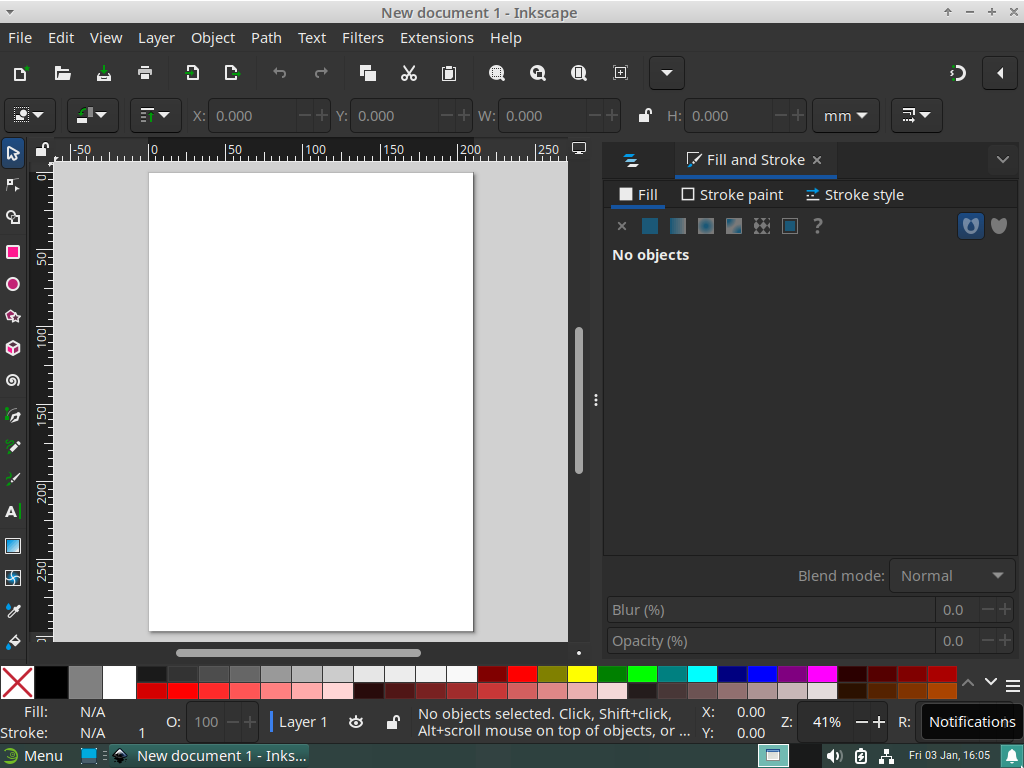 New document 1 - Inkscape
File Edit View Layer Object Path Text Filters Extensions Help
X: 0.000 Y: 0.000 W: 0.000 H: 0.000 mm
-50 0 50 100 150 200 250
0
50
100
150
200
250
Fill and Stroke
Fill Stroke paint Stroke style
?
No objects
Blend mode: Normal
Blur (%) 0.0
Opacity (%) 0.0
A
Fill: N/A
Stroke: N/A 1
O: 100
Layer 1
No objects selected. Click, Shift+click,
Alt+scroll mouse on top of objects, or ...
X: 0.00
Y: 0.00
Z: 41%
R:
Notifications
Menu
New document 1 - Inks...
Fri 03 Jan, 16:05